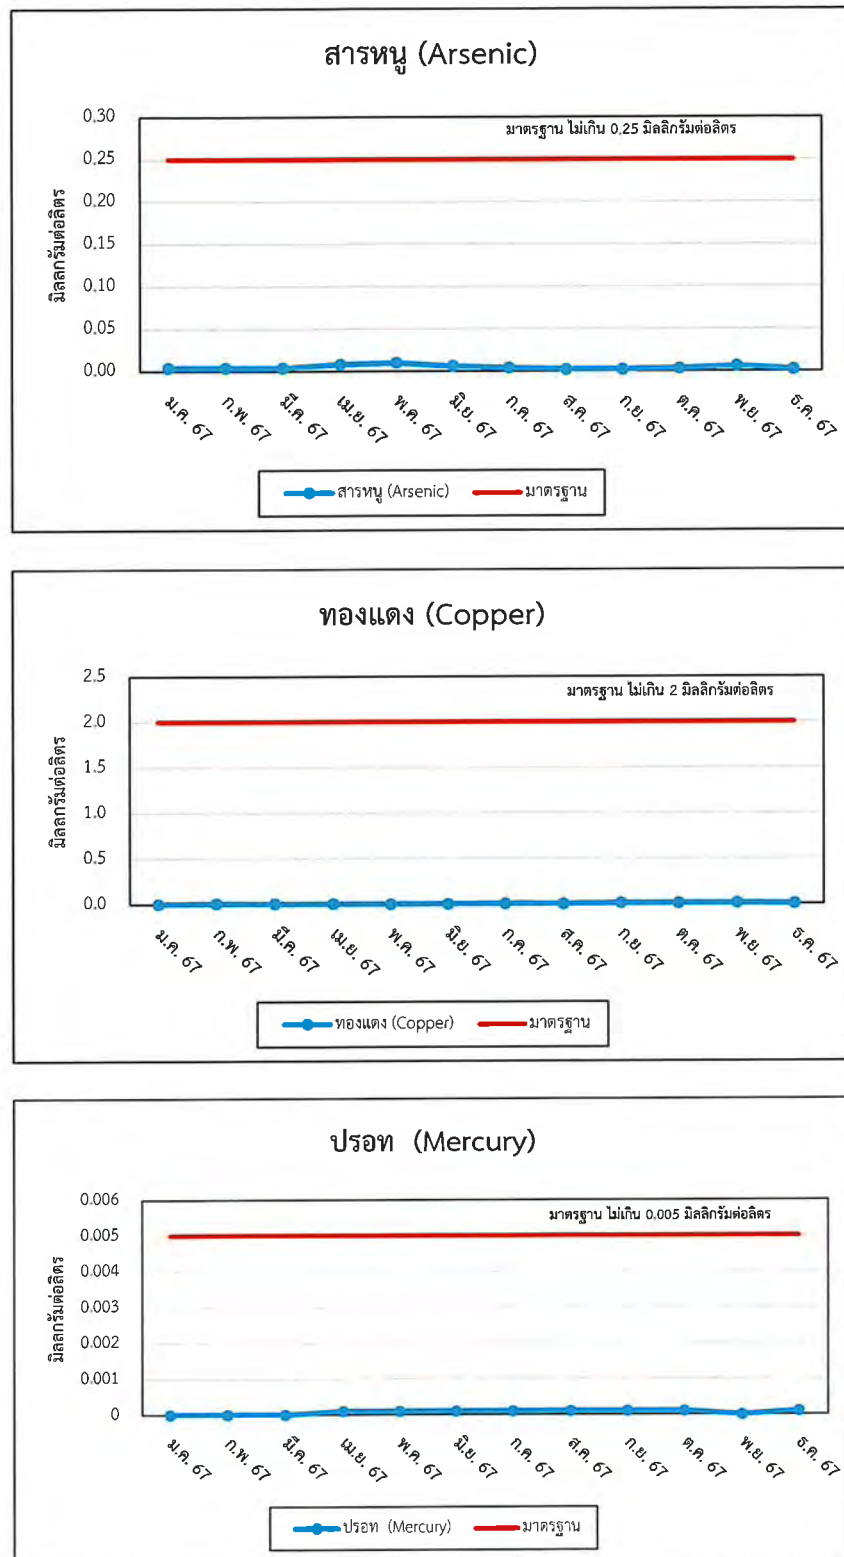 สารหนู (Arsenic)
มาตรฐาน ไม่เกิน 0.25 มิลลิกรัมต่อลิตร
มิลลกรัมต่อลิตร
0.30
0.25
0.20
0.15
0.10
0.05
0.00
ม.ค. 67 ก.พ. 67 มี.ค. 67 เม.ย. 67 พ.ค. 67 มิ.ย. 67 ก.ค. 67 ส.ค. 67 ก.ย. 67 ต.ค. 67 พ.ย. 67 ธ.ค. 67
สารหนู (Arsenic) มาตรฐาน
ทองแดง (Copper)
มาตรฐาน ไม่เกิน 2 มิลลิกรัมต่อลิตร
มิลลกรัมต่อลิตร
2.5
2.0
1.5
1.0
0.5
0.0
ม.ค. 67 ก.พ. 67 มี.ค. 67 เม.ย. 67 พ.ค. 67 มิ.ย. 67 ก.ค. 67 ส.ค. 67 ก.ย. 67 ต.ค. 67 พ.ย. 67 ธ.ค. 67
ทองแดง (Copper) มาตรฐาน
ปรอท (Mercury)
มาตรฐาน ไม่เกิน 0.005 มิลลิกรัมต่อลิตร
มิลลกรัมต่อลิตร
0.006
0.005
0.004
0.003
0.002
0.001
0
ม.ค. 67 ก.พ. 67 มี.ค. 67 เม.ย. 67 พ.ค. 67 มิ.ย. 67 ก.ค. 67 ส.ค. 67 ก.ย. 67 ต.ค. 67 พ.ย. 67 ธ.ค. 67
ปรอท (Mercury) มาตรฐาน